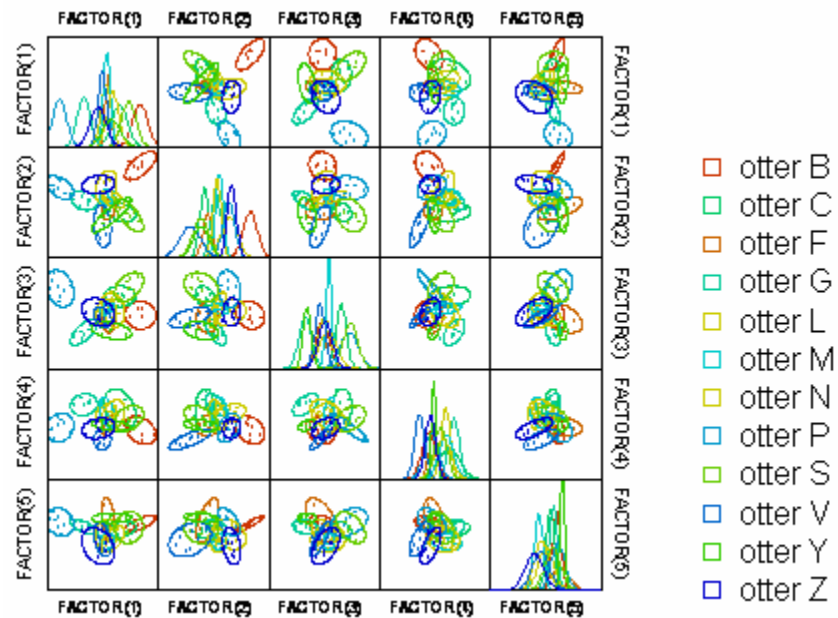 FACTOR(1) FACTOR(2) FACTOR(3) FACTOR(4) FACTOR(5)
FACTOR(1) FACTOR(1)
FACTOR(2) FACTOR(2)
FACTOR(3) FACTOR(3)
FACTOR(4) FACTOR(4)
FACTOR(5) FACTOR(5)
FACTOR(1) FACTOR(2) FACTOR(3) FACTOR(4) FACTOR(5)
otter B
otter C
otter F
otter G
otter L
otter M
otter N
otter P
otter S
otter V
otter Y
otter Z